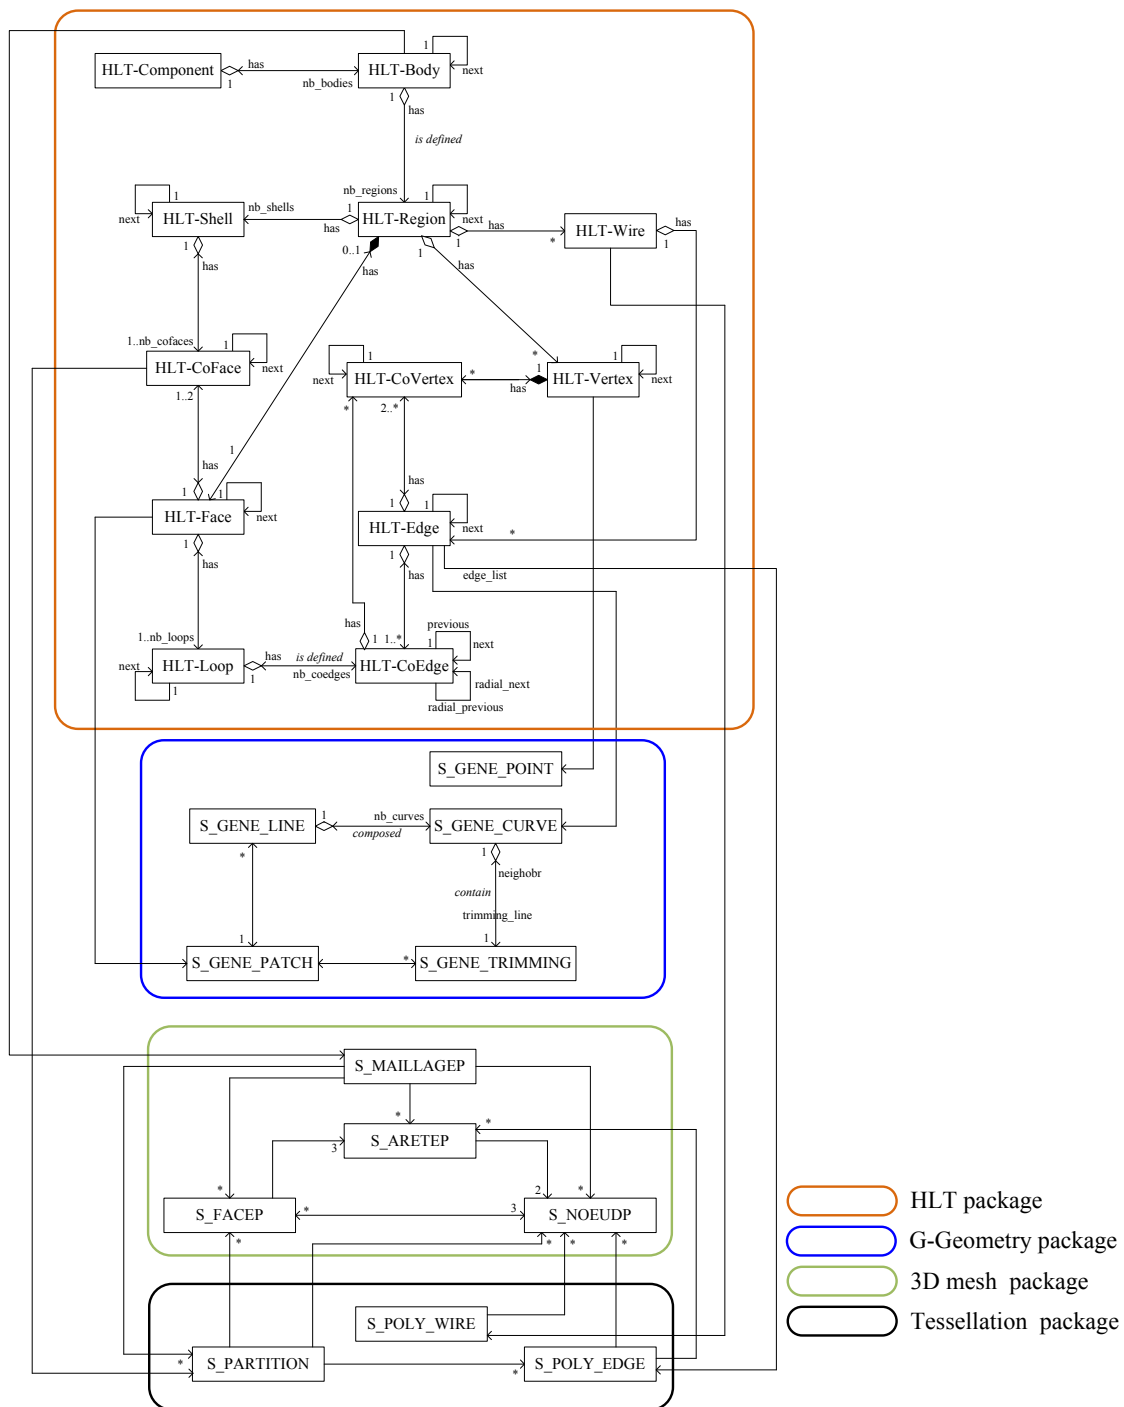 1
HLT-Component
has
1
nb_bodies
HLT-Body
next
1
has
is defined
nb_regions
1
HLT-Shell
next
1
nb_shells
1
has
HLT-Region
1
next
0..1
has
1
has
has
1
*
HLT-Wire
has
1
1
has
1..nb_cofaces
1
HLT-CoFace
next
1..2
1
HLT-CoVertex
next
*
2..*
*
1
has
*
HLT-Vertex
1
next
1
has
1
1
HLT-Face
next
has
1
1
HLT-Edge
next
*
1
has
1
has
edge_list
1..nb_loops
next
HLT-Loop
1
has
1
is defined
nb_coedges
has
1
1..*
previous
1
next
HLT-CoEdge
radial_next
radial_previous
S_GENE_POINT
S_GENE_LINE
1
nb_curves
composed
S_GENE_CURVE
*
1
neighobr
contain
trimming_line
1
1
S_GENE_PATCH
*
S_GENE_TRIMMING
S_MAILLAGEP
*
*
S_ARETEP
3
*
2
*
S_FACEP
*
3
S_NOEUDP
*
*
*
*
S_POLY_WIRE
S_PARTITION
*
S_POLY_EDGE
*
HLT package
G-Geometry package
3D mesh  package
Tessellation  package